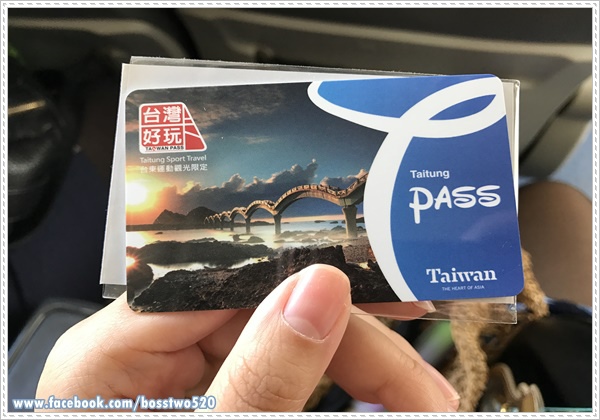 台灣
好玩
TAIWAN PASS
Taitung Sport Travel
台東運動觀光限定
Taitung
PASS
Taiwan
THE HEART OF ASIA
www.facebook.com/bosstwo520